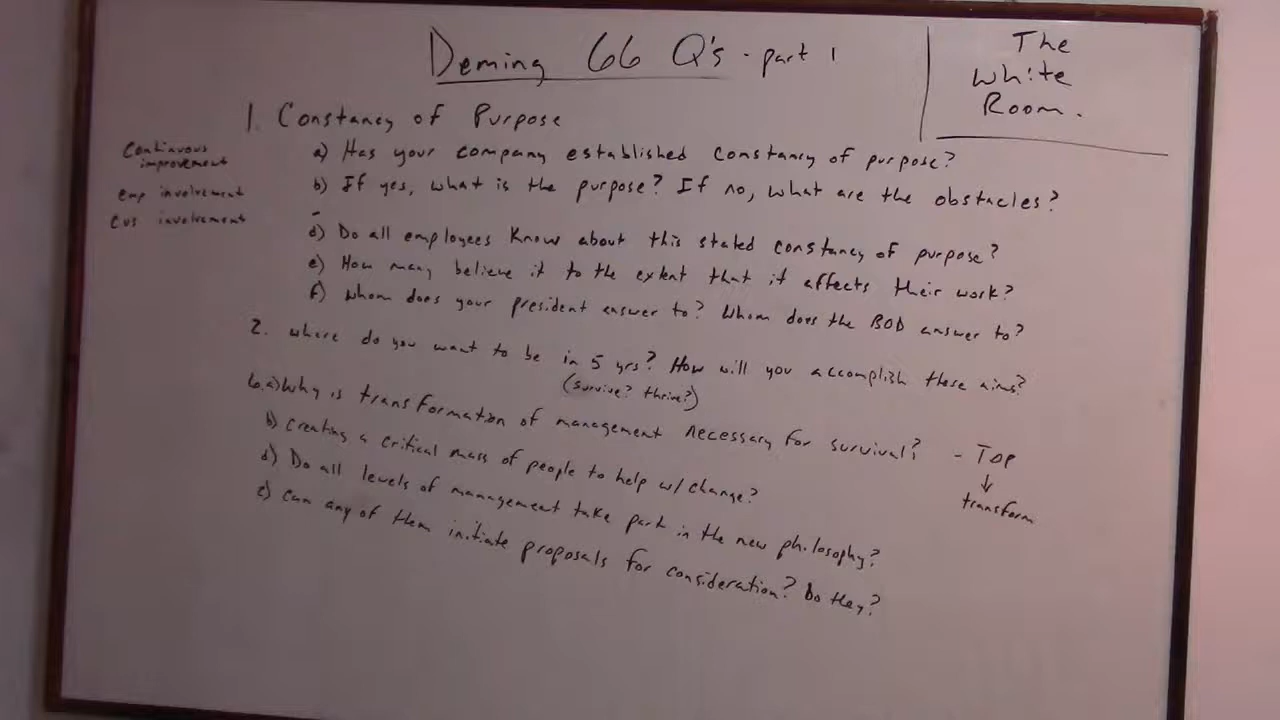 Deming 66 Q's - part 1
The
White
Room.
1. Constancy of Purpose
Continuous
improvement
emp involvement
Cus involvement
a) Has your company established constancy of purpose?
b) If yes, what is the purpose? If no, what are the obstacles?
d) Do all employees know about this stated constancy of purpose?
e) How many believe it to the extent that it affects their work?
f) Whom does your president answer to? Whom does the BOD answer to?
2. where do you want to be in 5 yrs? How will you accomplish these aims?
(survive? thrive?)
6. a) Why is transformation of management necessary for survival? - Top
↓
transform
b) Creating a critical mass of people to help w/ change?
d) Do all levels of management take part in the new philosophy?
e) Can any of them initiate proposals for consideration? Do they?